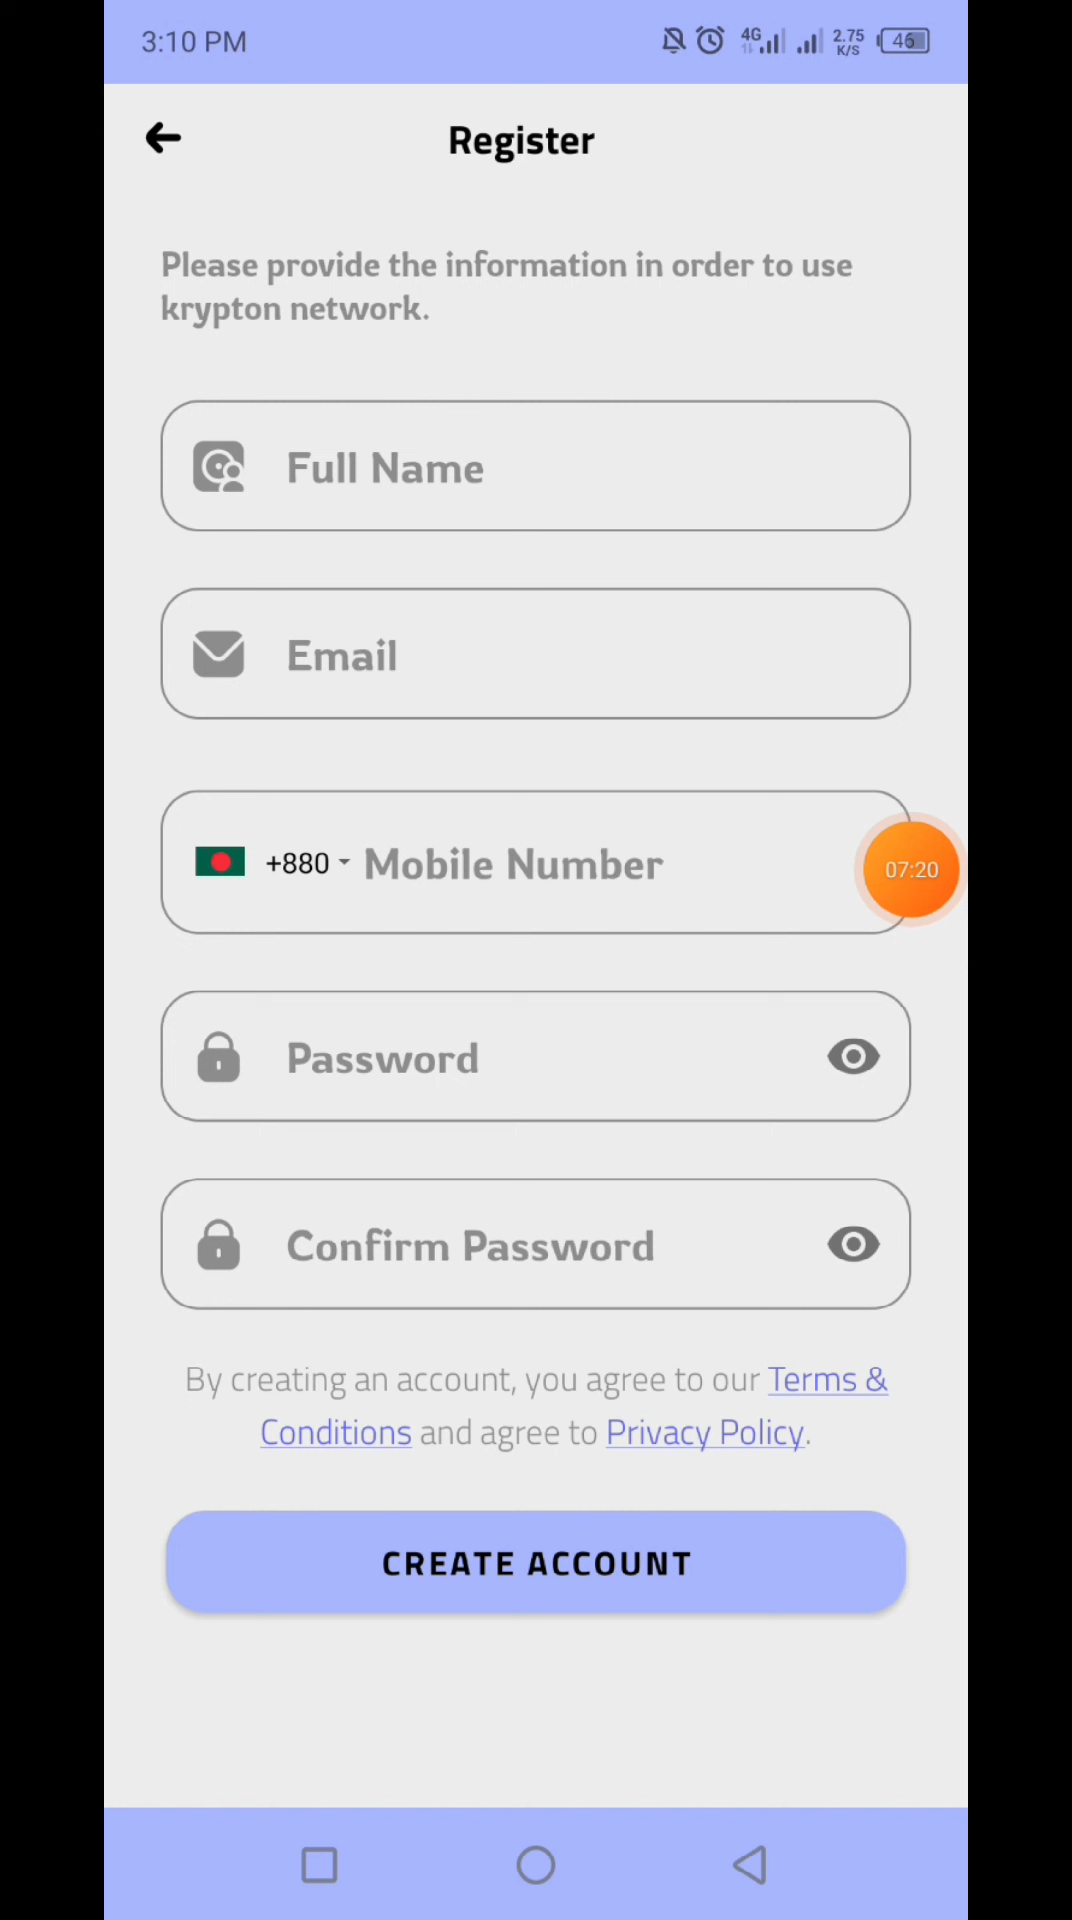 3:10 PM
4G
2.75
K/S
46
Register
Please provide the information in order to use
krypton network.
Full Name
Email
+880
Mobile Number
07:20
Password
Confirm Password
By creating an account, you agree to our Terms &
Conditions and agree to Privacy Policy.
CREATE ACCOUNT